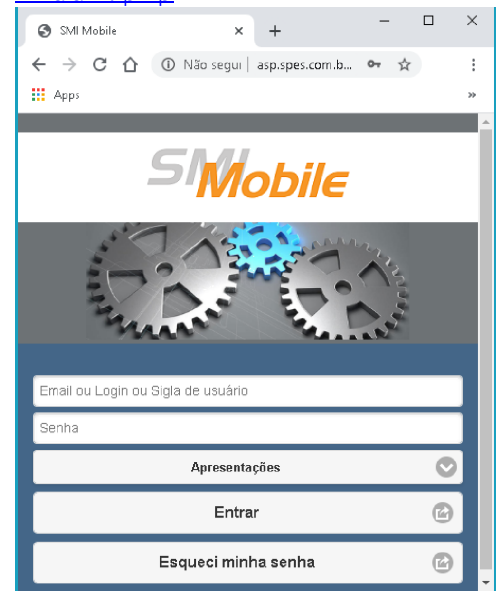 SMI Mobile
Não segui
asp.spes.com.b...
Apps
»
SMI
Mobile
Email ou Login ou Sigla de usuário
Senha
Apresentações
Entrar
Esqueci minha senha